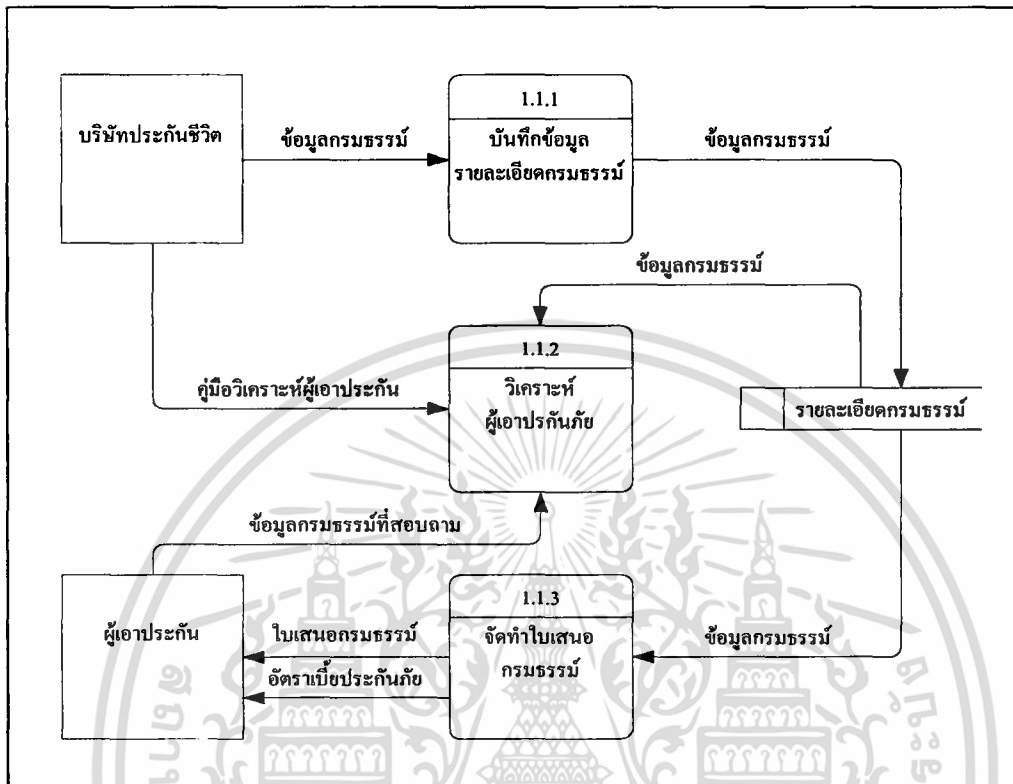 1.1.1
บริษัทประกันชีวิต
ข้อมูลกรมธรรม์
บันทึกข้อมูล
รายละเอียดกรมธรรม์
ข้อมูลกรมธรรม์
ข้อมูลกรมธรรม์
1.1.2
วิเคราะห์
ผู้เอาปรกันภัย
คู่มือวิเคราะห์ผู้เอาประกัน
รายละเอียดกรมธรรม์
ข้อมูลกรมธรรม์ที่สอบถาม
1.1.3
ผู้เอาประกัน
ใบเสนอกรมธรรม์
อัตราเบี้ยประกันภัย
จัดทำใบเสนอ
กรมธรรม์
ข้อมูลกรมธรรม์